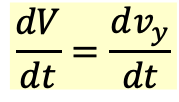 dV/dt = dv_y/dt